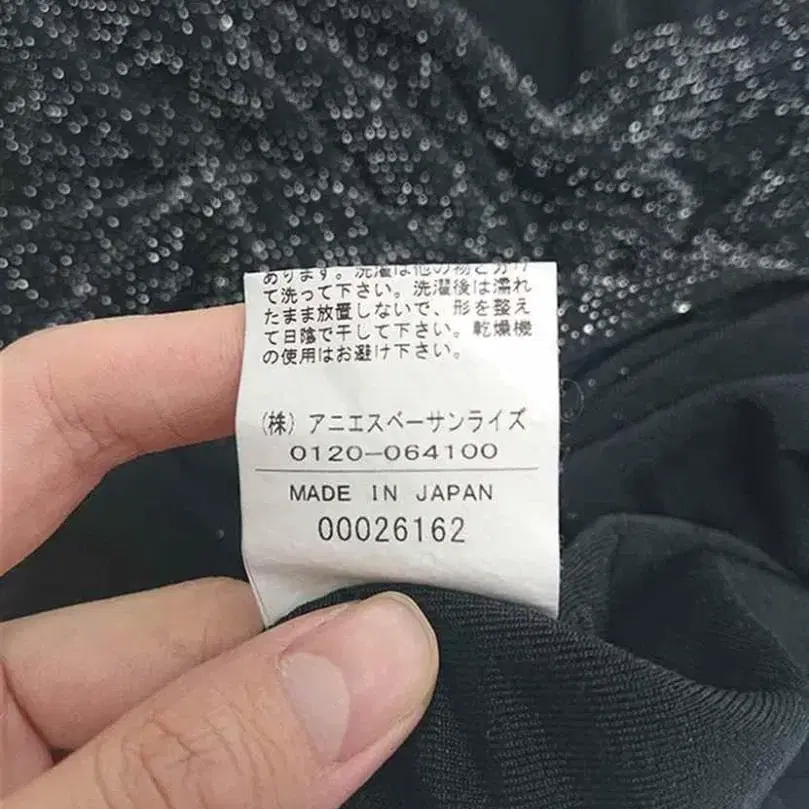 あります。洗濯は他の物と分け
て洗って下さい。洗濯後は濡れ
たまま放置しないで、形を整え
て日陰で干して下さい。乾燥機
の使用はお避け下さい。
(株) アニエスベーサンライズ
0120-064100
MADE IN JAPAN
00026162